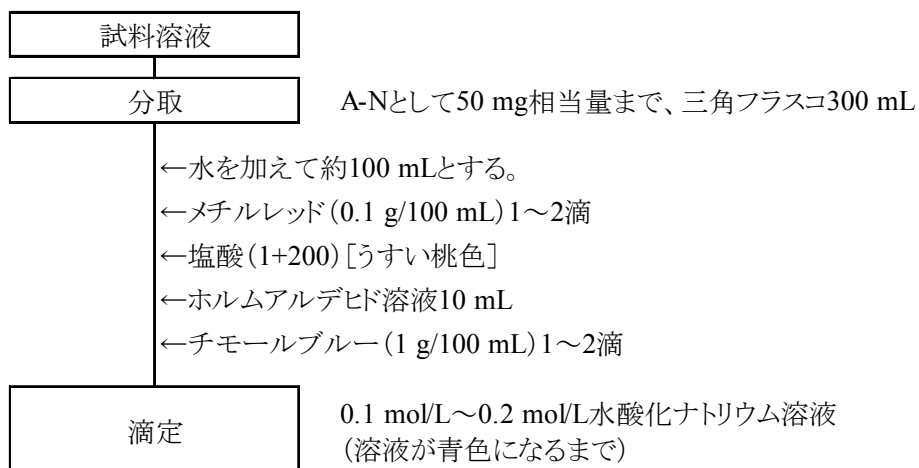 試料溶液
分取
A-Nとして50 mg相当量まで、三角フラスコ300 mL
←水を加えて約100 mLとする。
←メチルレッド(0.1 g/100 mL)1～2滴
←塩酸(1+200)[うすい桃色]
←ホルムアルデヒド溶液10 mL
←チモールブルー(1 g/100 mL)1～2滴
滴定
0.1 mol/L～0.2 mol/L水酸化ナトリウム溶液
(溶液が青色になるまで)